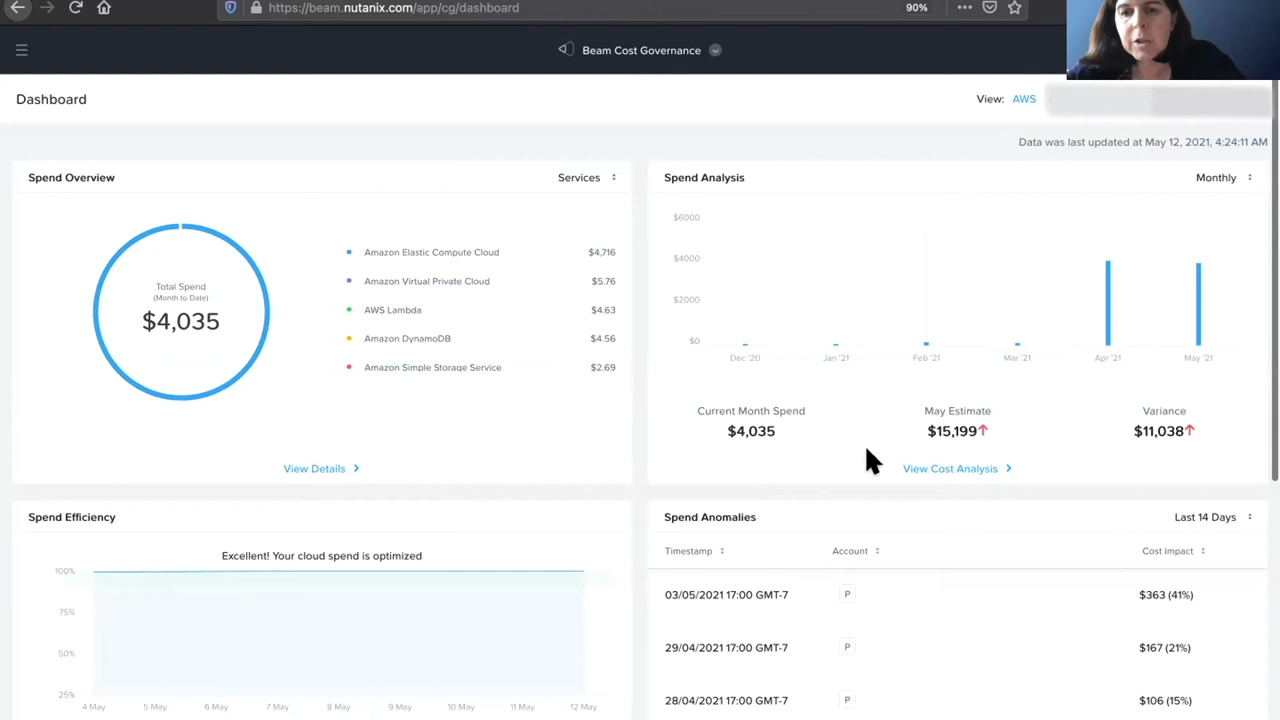 https://beam.nutanix.com/app/cg/dashboard
90%
Beam Cost Governance
Dashboard
View: AWS
Data was last updated at May 12, 2021, 4:24:11 AM
Spend Overview
Services
Total Spend
(Month to Date)
$4,035
Amazon Elastic Compute Cloud $4,716
Amazon Virtual Private Cloud $5.76
AWS Lambda $4.63
Amazon DynamoDB $4.56
Amazon Simple Storage Service $2.69
View Details
Spend Analysis
Monthly
$6000
$4000
$2000
$0
Dec '20 Jan '21 Feb '21 Mar '21 Apr '21 May '21
Current Month Spend May Estimate Variance
$4,035 $15,199 $11,038
View Cost Analysis
Spend Efficiency
Excellent! Your cloud spend is optimized
100%
75%
50%
25%
4 May 5 May 6 May 7 May 8 May 9 May 10 May 11 May 12 May
Spend Anomalies
Last 14 Days
Timestamp Account Cost Impact
03/05/2021 17:00 GMT-7 P $363 (41%)
29/04/2021 17:00 GMT-7 P $167 (21%)
28/04/2021 17:00 GMT-7 P $106 (15%)